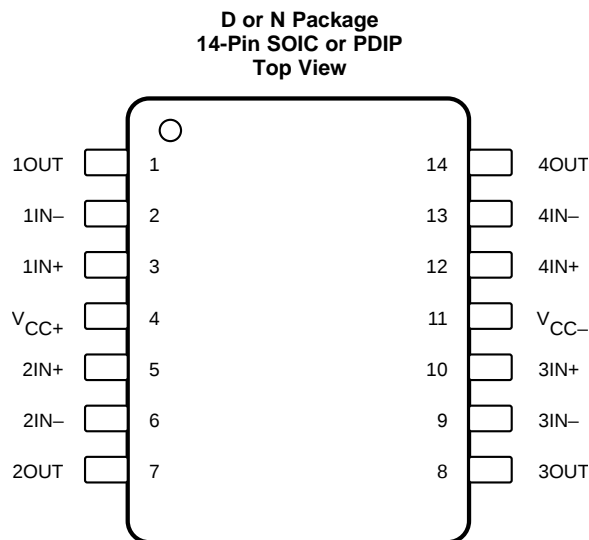 D or N Package
14-Pin SOIC or PDIP
Top View
1OUT 1 14 4OUT
1IN– 2 13 4IN–
1IN+ 3 12 4IN+
VCC+ 4 11 VCC–
2IN+ 5 10 3IN+
2IN– 6 9 3IN–
2OUT 7 8 3OUT